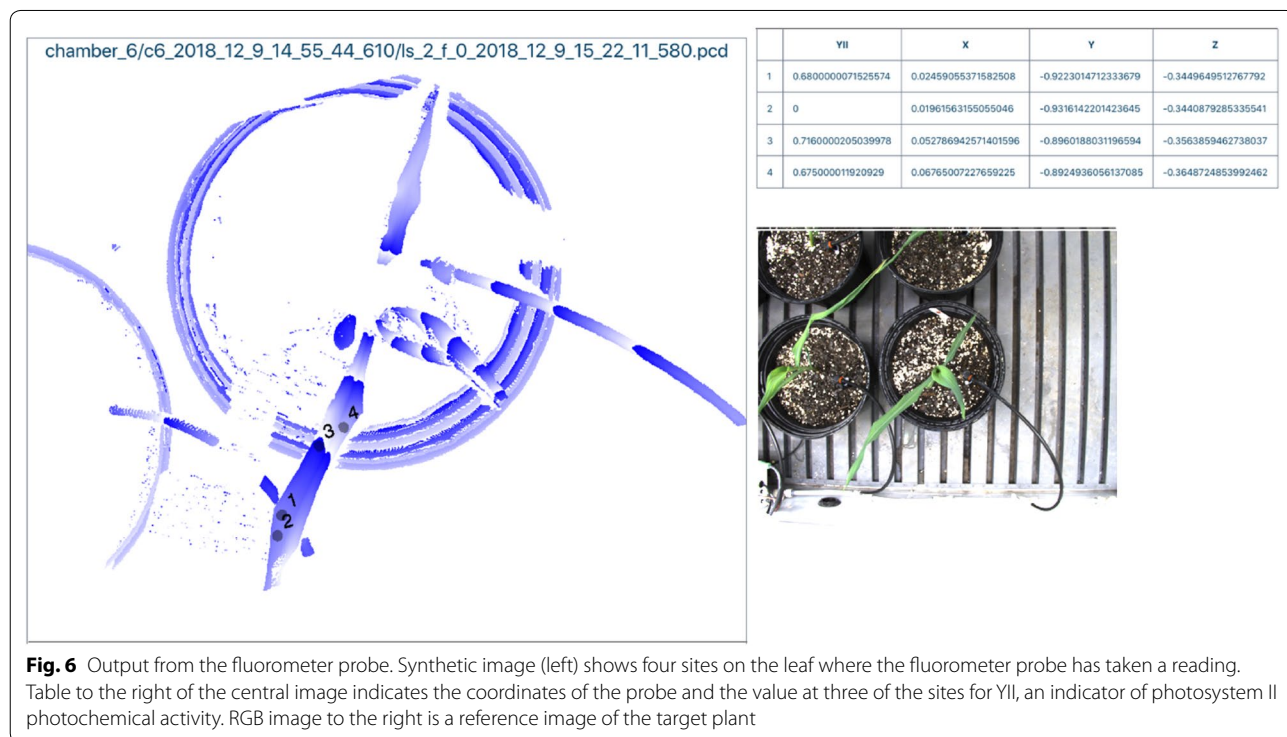 chamber_6/c6_2018_12_9_14_55_44_610/ls_2_f_0_2018_12_9_15_22_11_580.pcd
4
3
1
2
YII X Y Z
1 0.6800000071525574 0.02459055371582508 -0.9223014712333679 -0.3449649512767792
2 0 0.01961563155055046 -0.9316142201423645 -0.3440879285335541
3 0.7160000205039978 0.052786942571401596 -0.8960188031196594 -0.3563859462738037
4 0.675000011920929 0.06765007227659225 -0.8924936056137085 -0.3648724853992462
Fig. 6 Output from the fluorometer probe. Synthetic image (left) shows four sites on the leaf where the fluorometer probe has taken a reading.
Table to the right of the central image indicates the coordinates of the probe and the value at three of the sites for YII, an indicator of photosystem II
photochemical activity. RGB image to the right is a reference image of the target plant